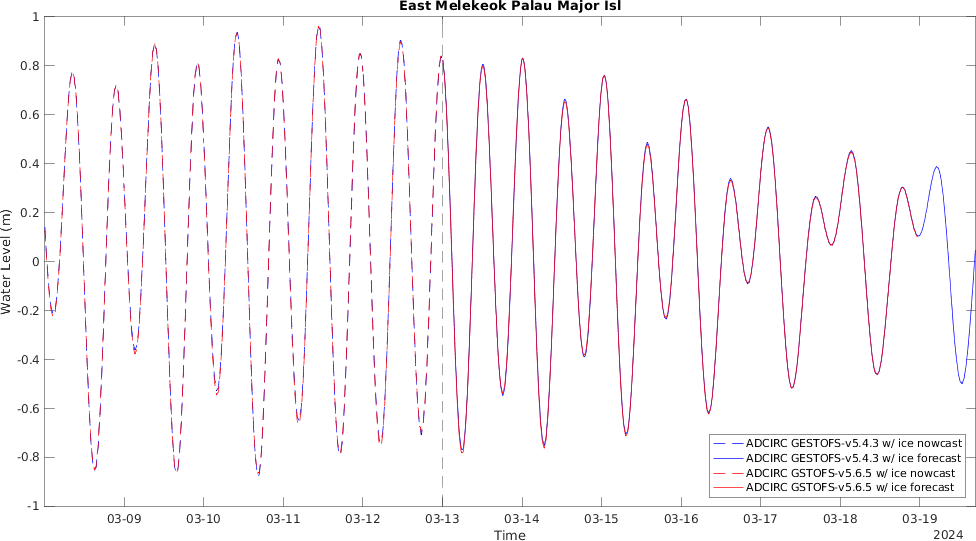 East Melekeok Palau Major Isl
1
0.8
0.6
0.4
0.2
0
-0.2
-0.4
-0.6
-0.8
-1
Water Level (m)
ADCIRC GESTOFS-v5.4.3 w/ ice nowcast
ADCIRC GESTOFS-v5.4.3 w/ ice forecast
ADCIRC GSTOFS-v5.6.5 w/ ice nowcast
ADCIRC GSTOFS-v5.6.5 w/ ice forecast
03-09 03-10 03-11 03-12 03-13 03-14 03-15 03-16 03-17 03-18 03-19
Time
2024